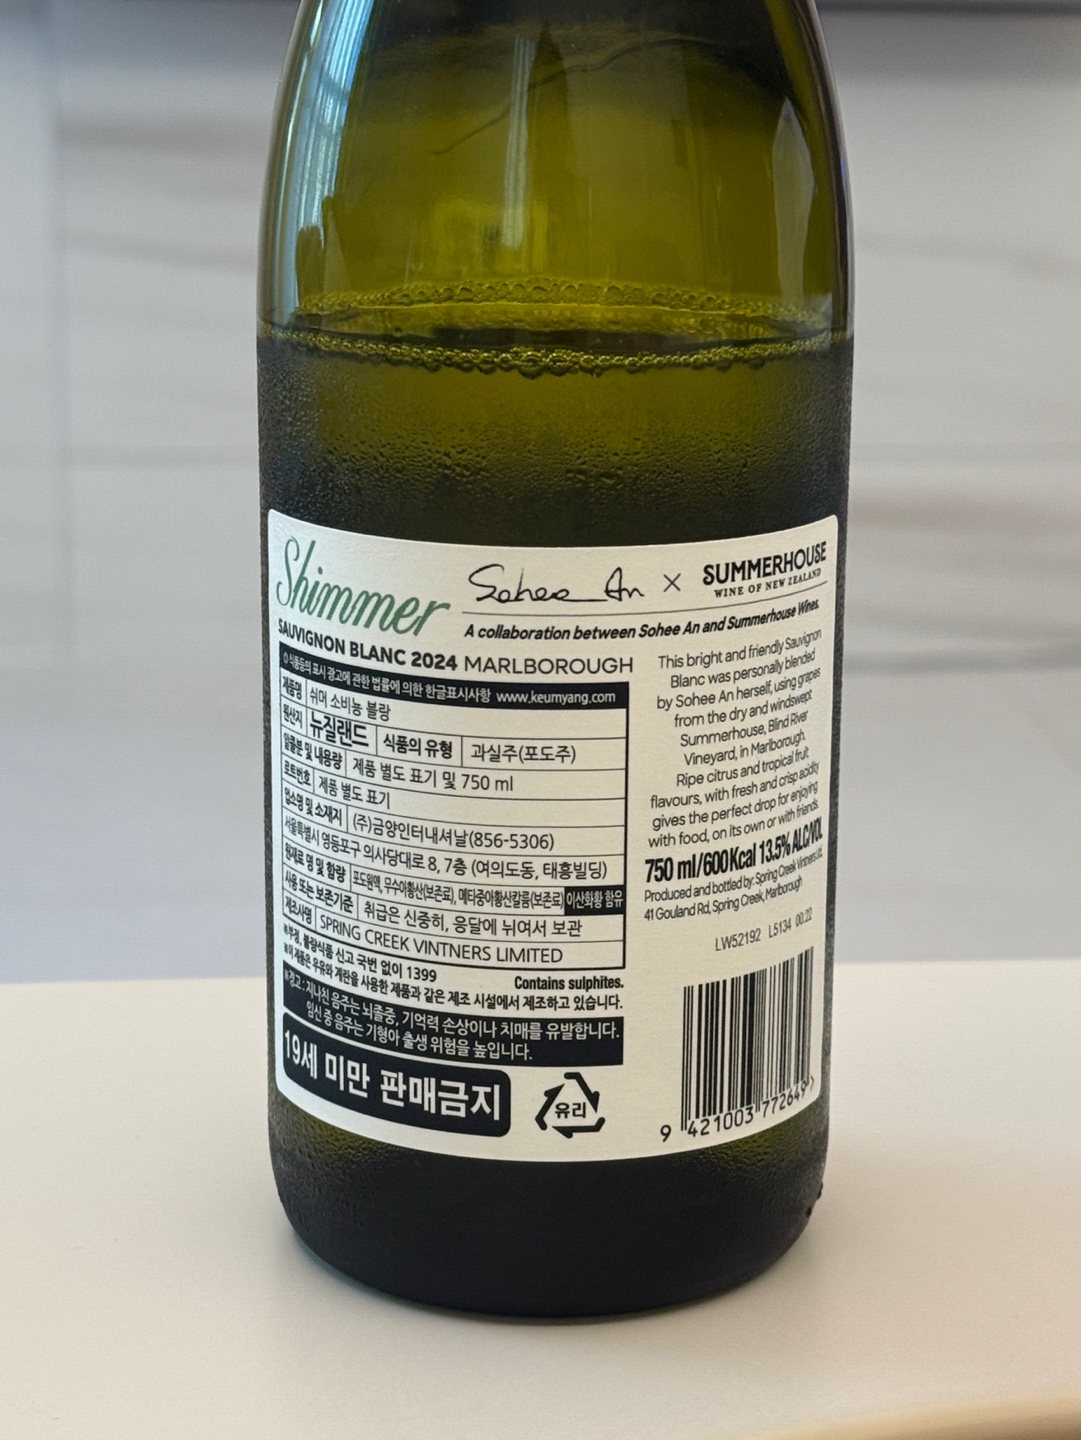 Shimmer
Sohee An × SUMMERHOUSE
WINE OF NEW ZEALAND
A collaboration between Sohee An and Summerhouse Wines.
SAUVIGNON BLANC 2024 MARLBOROUGH
식품등의 표시 광고에 관한 법률에 의한 한글표시사항 www.keumyang.com
제품명 쉬머 소비뇽 블랑
원산지 뉴질랜드 식품의 유형 과실주(포도주)
알콜분 및 내용량 제품 별도 표기 및 750 ml
로트번호 제품 별도 표기
업소명 및 소재지 (주)금양인터내셔날(856-5306)
서울특별시 영등포구 의사당대로 8, 7층 (여의도동, 태흥빌딩)
원재료 명 및 함량 포도원액, 무수아황산(보존료), 메타중아황산칼륨(보존료) 이산화황 함유
사용 또는 보존기준 취급은 신중히, 응달에 뉘여서 보관
제조사명 SPRING CREEK VINTNERS LIMITED
※부정, 불량식품 신고 국번 없이 1399
Contains sulphites.
※이 제품은 우유와 계란을 사용한 제품과 같은 제조 시설에서 제조하고 있습니다.
※경고 : 지나친 음주는 뇌졸중, 기억력 손상이나 치매를 유발합니다.
임신 중 음주는 기형아 출생 위험을 높입니다.
19세 미만 판매금지
유리
This bright and friendly Sauvignon
Blanc was personally blended
by Sohee An herself, using grapes
from the dry and windswept
Summerhouse, Blind River
Vineyard, in Marlborough.
Ripe citrus and tropical fruit
flavours, with fresh and crisp acidity
gives the perfect drop for enjoying
with food, on its own or with friends.
750 ml/600Kcal 13.5% ALC/VOL
Produced and bottled by: Spring Creek Vintners Ltd.
41 Gouland Rd, Spring Creek, Marlborough
LW52192 L5134 00:22
9 421003 772649